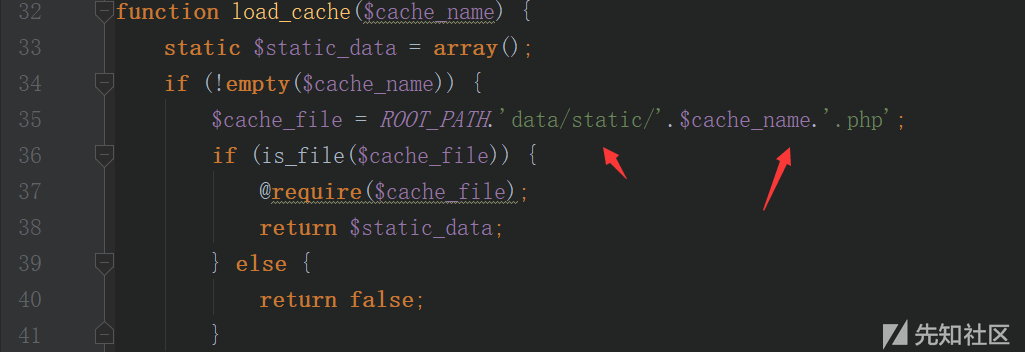 32 function load_cache($cache_name) {
33 static $static_data = array();
34 if (!empty($cache_name)) {
35 $cache_file = ROOT_PATH.'data/static/'.$cache_name.'.php';
36 if (is_file($cache_file)) {
37 @require($cache_file);
38 return $static_data;
39 } else {
40 return false;
41 }
先知社区